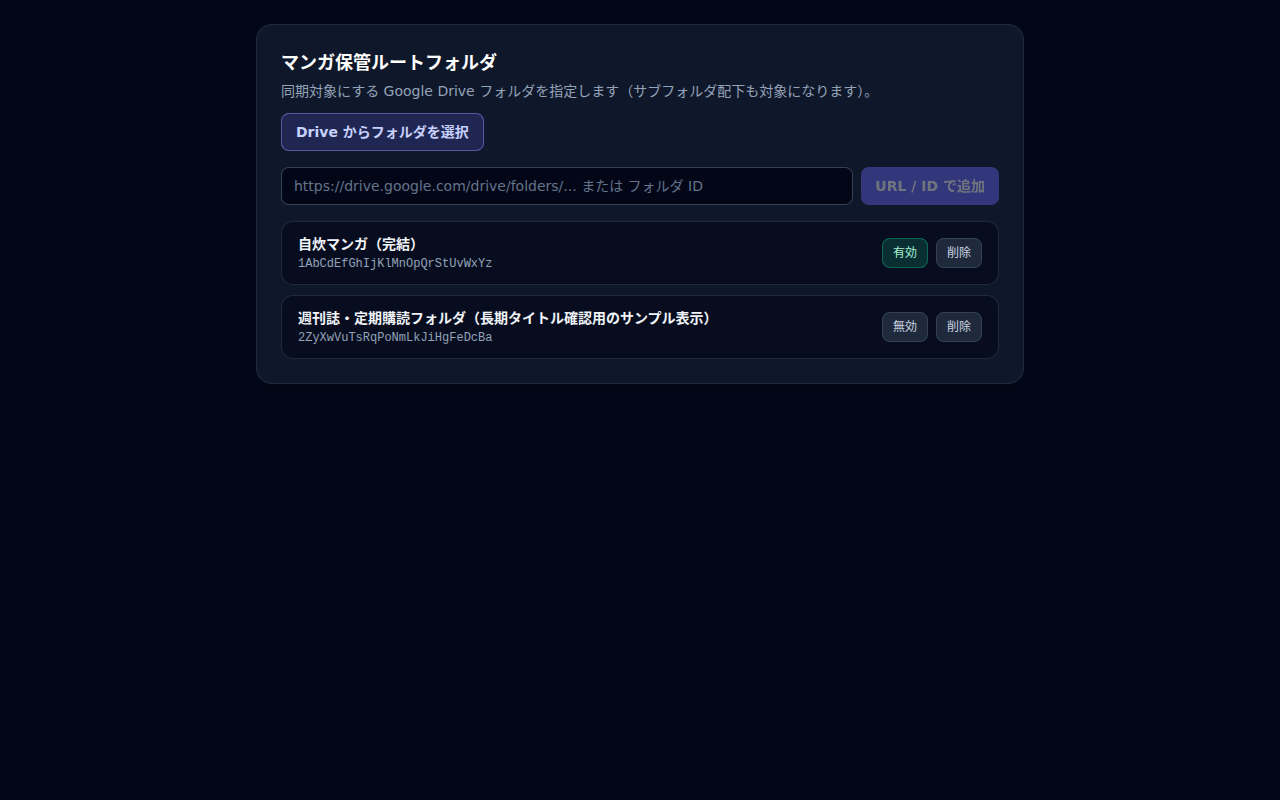 マンガ保管ルートフォルダ
同期対象にする Google Drive フォルダを指定します（サブフォルダ配下も対象になります）。
Drive からフォルダを選択
https://drive.google.com/drive/folders/... または フォルダ ID
URL / ID で追加
自炊マンガ（完結）
1AbCdEfGhIjKlMnOpQrStUvWxYz
有効
削除
週刊誌・定期購読フォルダ（長期タイトル確認用のサンプル表示）
2ZyXwVuTsRqPoNmLkJiHgFeDcBa
無効
削除